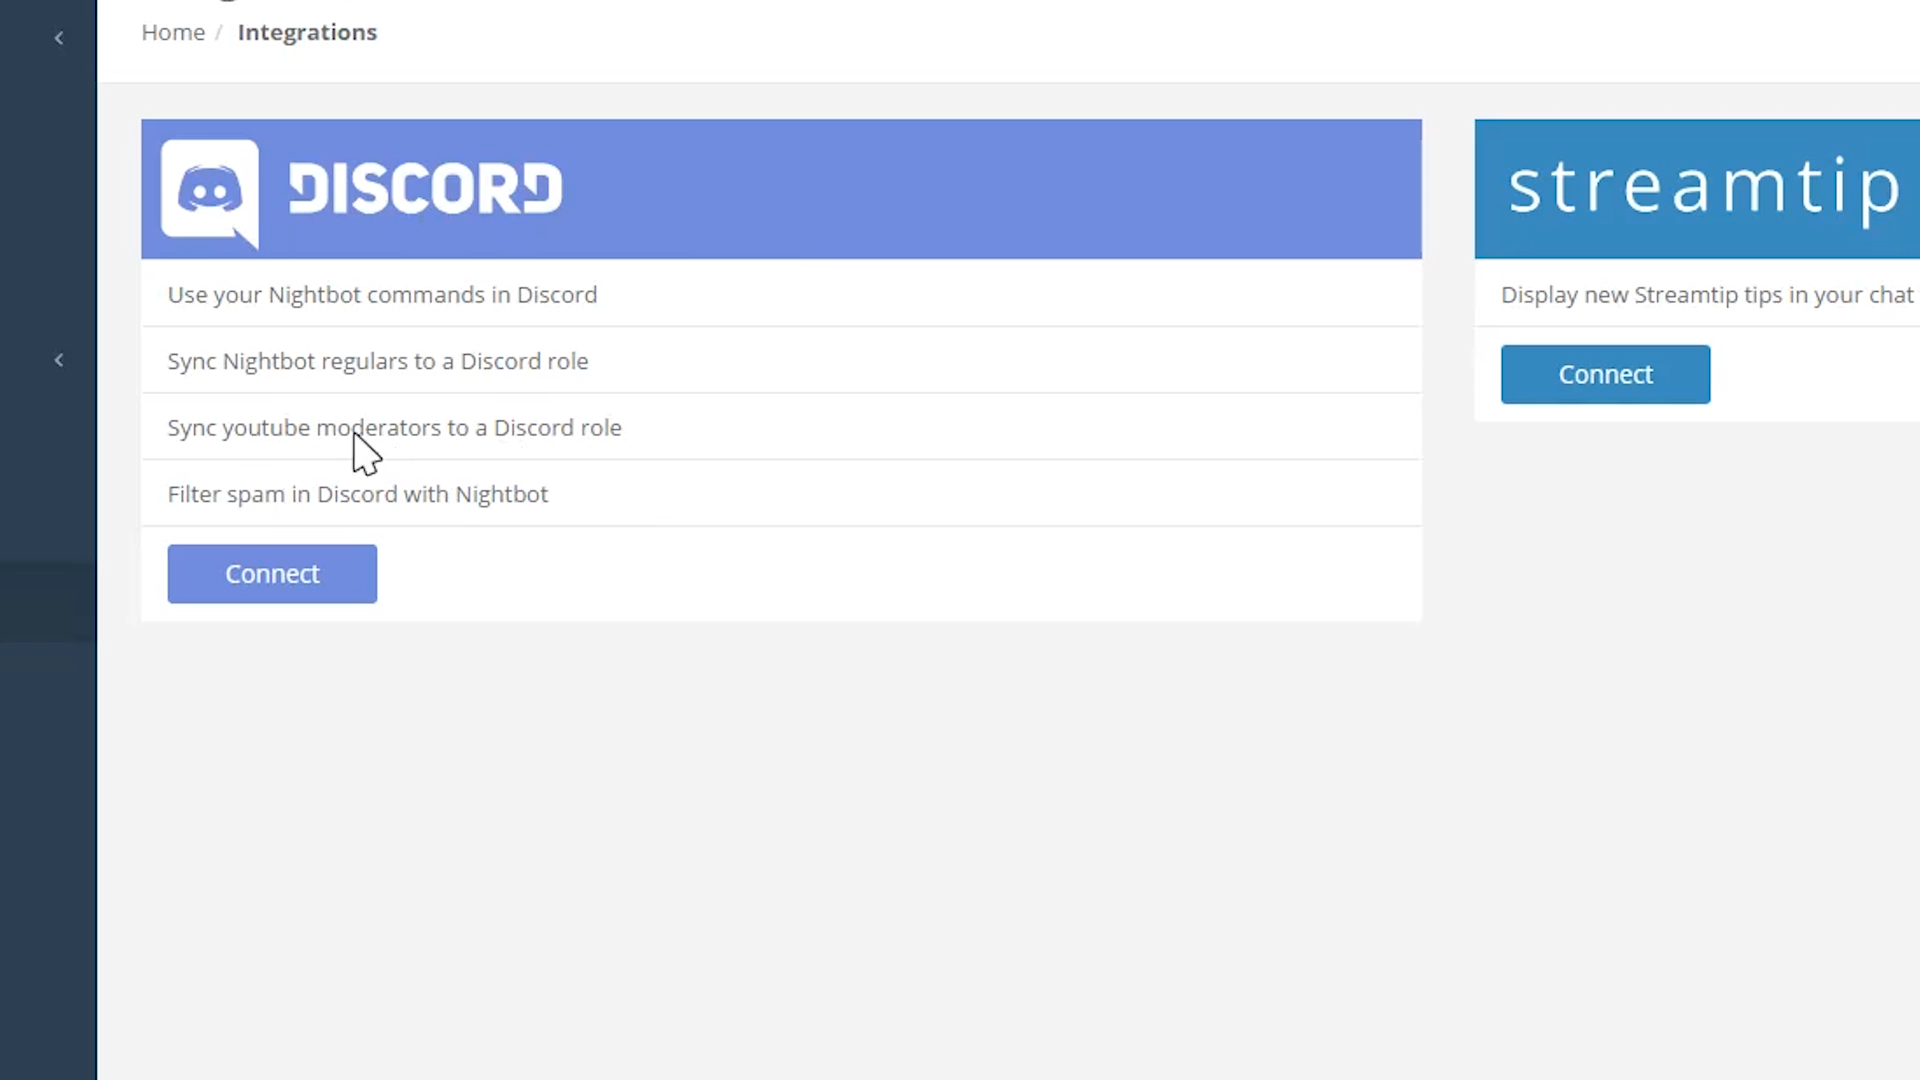 Home / Integrations
DISCORD
Use your Nightbot commands in Discord
Sync Nightbot regulars to a Discord role
Sync youtube moderators to a Discord role
Filter spam in Discord with Nightbot
Connect
streamtip
Display new Streamtip tips in your chat
Connect